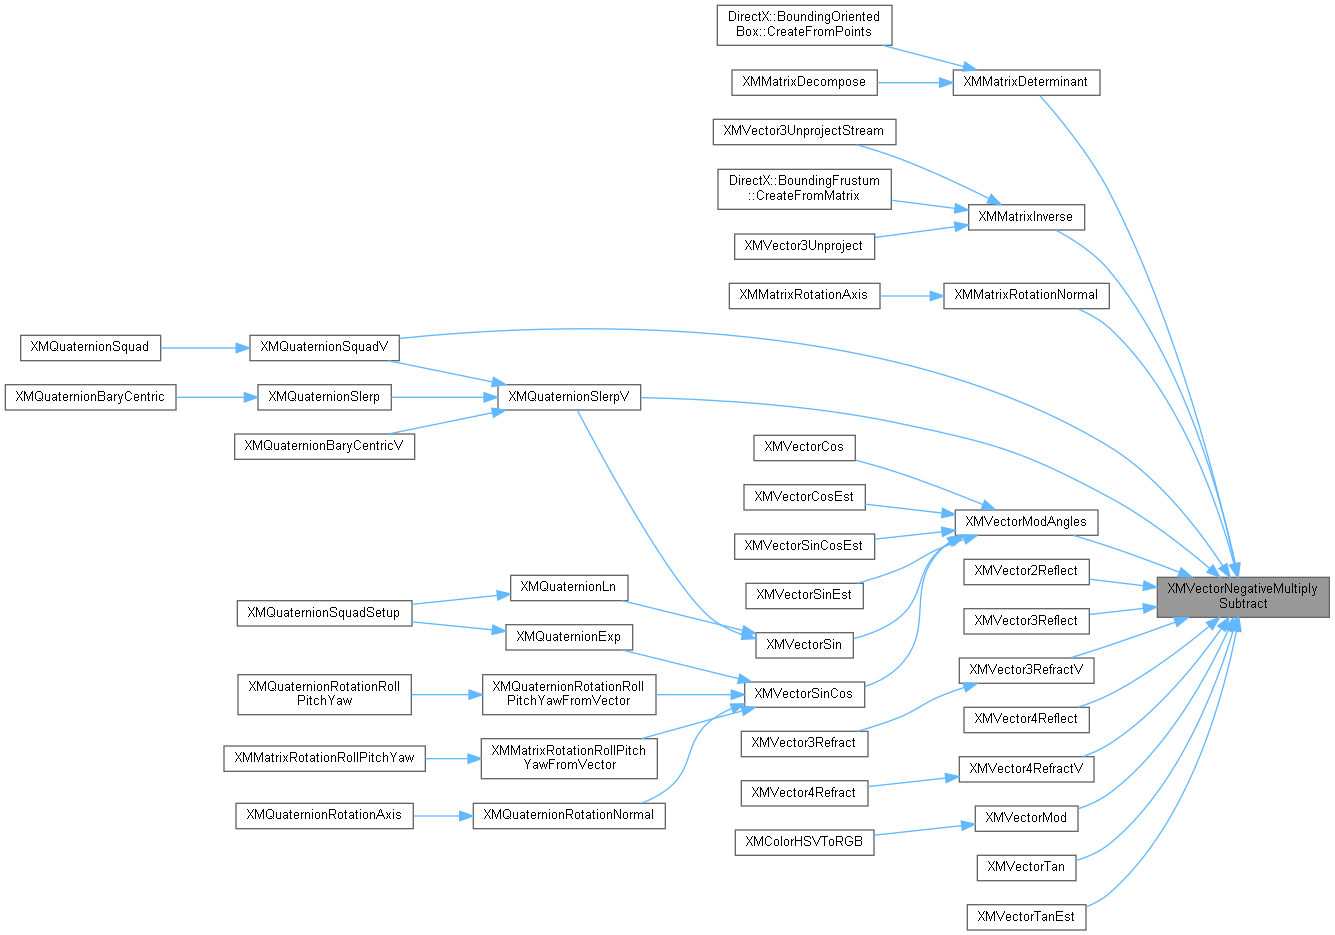 DirectX::BoundingOriented
Box::CreateFromPoints
XMMatrixDecompose
XMMatrixDeterminant
XMVector3UnprojectStream
DirectX::BoundingFrustum
::CreateFromMatrix
XMMatrixInverse
XMVector3Unproject
XMMatrixRotationAxis
XMMatrixRotationNormal
XMQuaternionSquad
XMQuaternionSquadV
XMQuaternionBaryCentric
XMQuaternionSlerp
XMQuaternionSlerpV
XMQuaternionBaryCentricV
XMVectorCos
XMVectorCosEst
XMVectorModAngles
XMVectorSinCosEst
XMVector2Reflect
XMVectorSinEst
XMVectorNegativeMultiply
Subtract
XMQuaternionLn
XMQuaternionSquadSetup
XMQuaternionExp
XMVector3Reflect
XMVectorSin
XMVector3RefractV
XMQuaternionRotationRoll
PitchYaw
XMQuaternionRotationRoll
PitchYawFromVector
XMVectorSinCos
XMVector4Reflect
XMVector3Refract
XMMatrixRotationRollPitchYaw
XMMatrixRotationRollPitch
YawFromVector
XMVector4RefractV
XMVector4Refract
XMQuaternionRotationAxis
XMQuaternionRotationNormal
XMVectorMod
XMColorHSVToRGB
XMVectorTan
XMVectorTanEst